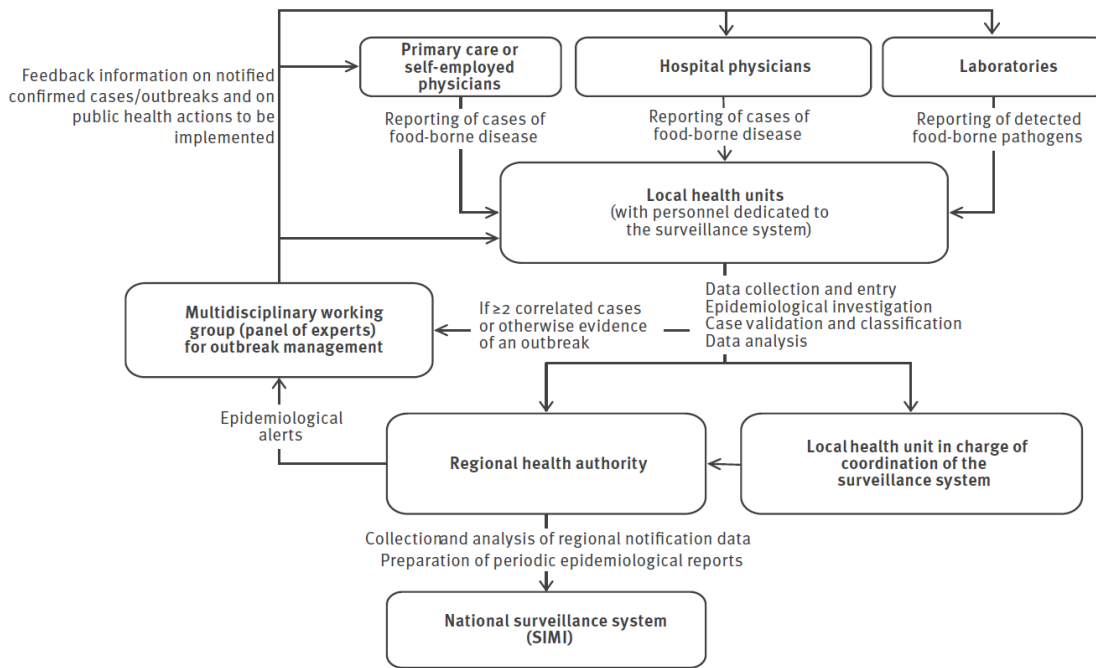 Primary care or
self-employed
physicians
Hospital physicians
Laboratories
Feedback information on notified
confirmed cases/outbreaks and on
public health actions to be
implemented
Reporting of cases of
food-borne disease
Reporting of cases of
food-borne disease
Reporting of detected
food-borne pathogens
Local health units
(with personnel dedicated to
the surveillance system)
Data collection and entry
Epidemiological investigation
Case validation and classification
Data analysis
If ≥2 correlated cases
or otherwise evidence
of an outbreak
Multidisciplinary working
group (panel of experts)
for outbreak management
Epidemiological
alerts
Regional health authority
Local health unit in charge of
coordination of the
surveillance system
Collection and analysis of regional notification data
Preparation of periodic epidemiological reports
National surveillance system
(SIMI)